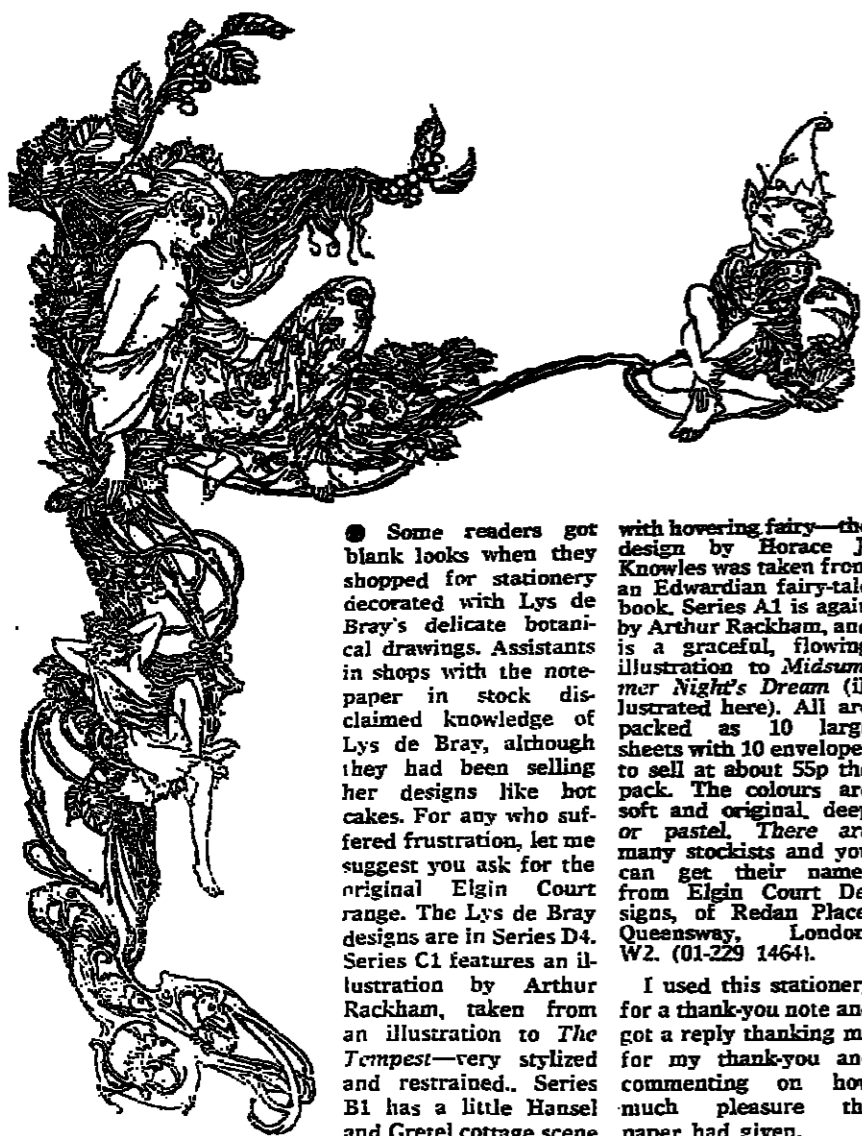 ● Some readers got
blank looks when they
shopped for stationery
decorated with Lys de
Bray's delicate botani-
cal drawings. Assistants
in shops with the note-
paper in stock dis-
claimed knowledge of
Lys de Bray, although
they had been selling
her designs like hot
cakes. For any who suf-
fered frustration, let me
suggest you ask for the
original Elgin Court
range. The Lys de Bray
designs are in Series D4.
Series C1 features an il-
lustration by Arthur
Rackham, taken from
an illustration to The
Tempest—very stylized
and restrained.. Series
B1 has a little Hansel
and Gretel cottage scene
with hovering fairy—the
design by Horace J
Knowles was taken from
an Edwardian fairy-tale
book. Series A1 is again
by Arthur Rackham, and
is a graceful, flowing
illustration to Midsum
mer Night's Dream (il
lustrated here). All are
packed as 10 large
sheets with 10 envelopes
to sell at about 55p the
pack. The colours are
soft and original, deep
or pastel. There are
many stockists and you
can get their names
from Elgin Court De
signs, of Redan Place,
Queensway, London
W2. (01-229 1464).
I used this stationery
for a thank-you note and
got a reply thanking me
for my thank-you and
commenting on how
much pleasure the
paper had given.